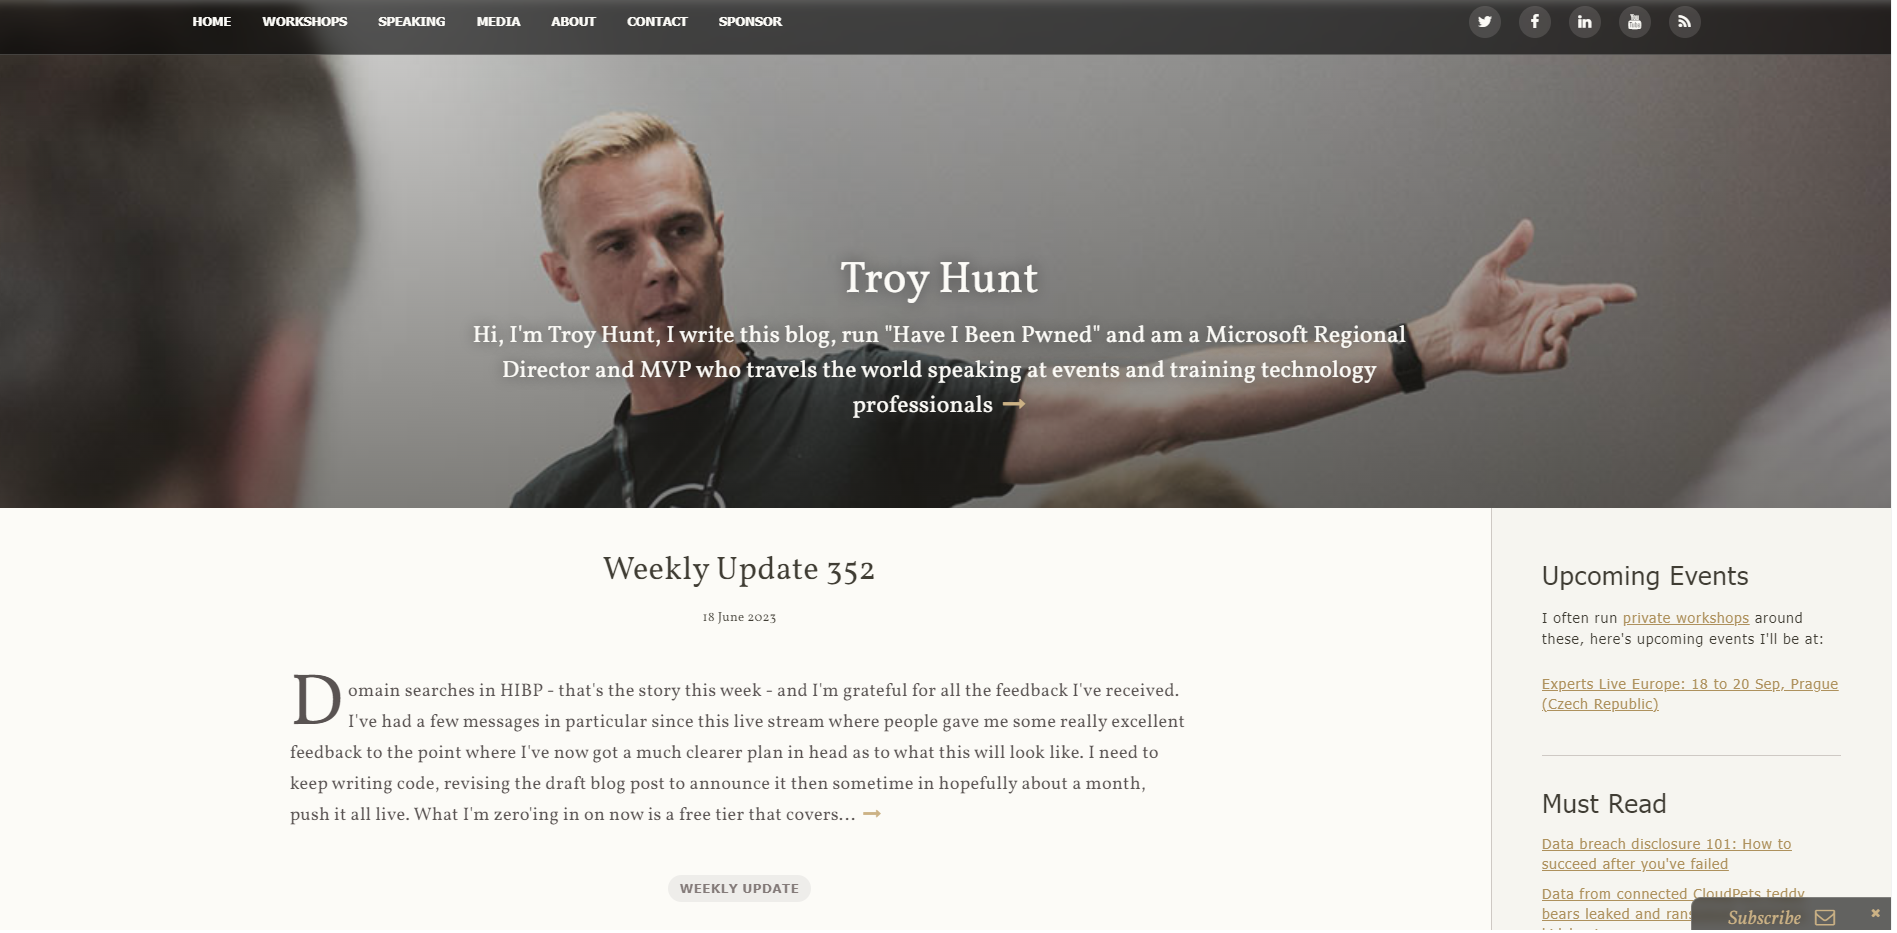 HOME WORKSHOPS SPEAKING MEDIA ABOUT CONTACT SPONSOR
Troy Hunt
Hi, I'm Troy Hunt, I write this blog, run "Have I Been Pwned" and am a Microsoft Regional
Director and MVP who travels the world speaking at events and training technology
professionals
Weekly Update 352
18 June 2023
Domain searches in HIBP - that's the story this week - and I'm grateful for all the feedback I've received.
I've had a few messages in particular since this live stream where people gave me some really excellent
feedback to the point where I've now got a much clearer plan in head as to what this will look like. I need to
keep writing code, revising the draft blog post to announce it then sometime in hopefully about a month,
push it all live. What I'm zero'ing in on now is a free tier that covers...
WEEKLY UPDATE
Upcoming Events
I often run private workshops around
these, here's upcoming events I'll be at:
Experts Live Europe: 18 to 20 Sep, Prague
(Czech Republic)
Must Read
Data breach disclosure 101: How to
succeed after you've failed
Data from connected CloudPets teddy
bears leaked and
Subscribe